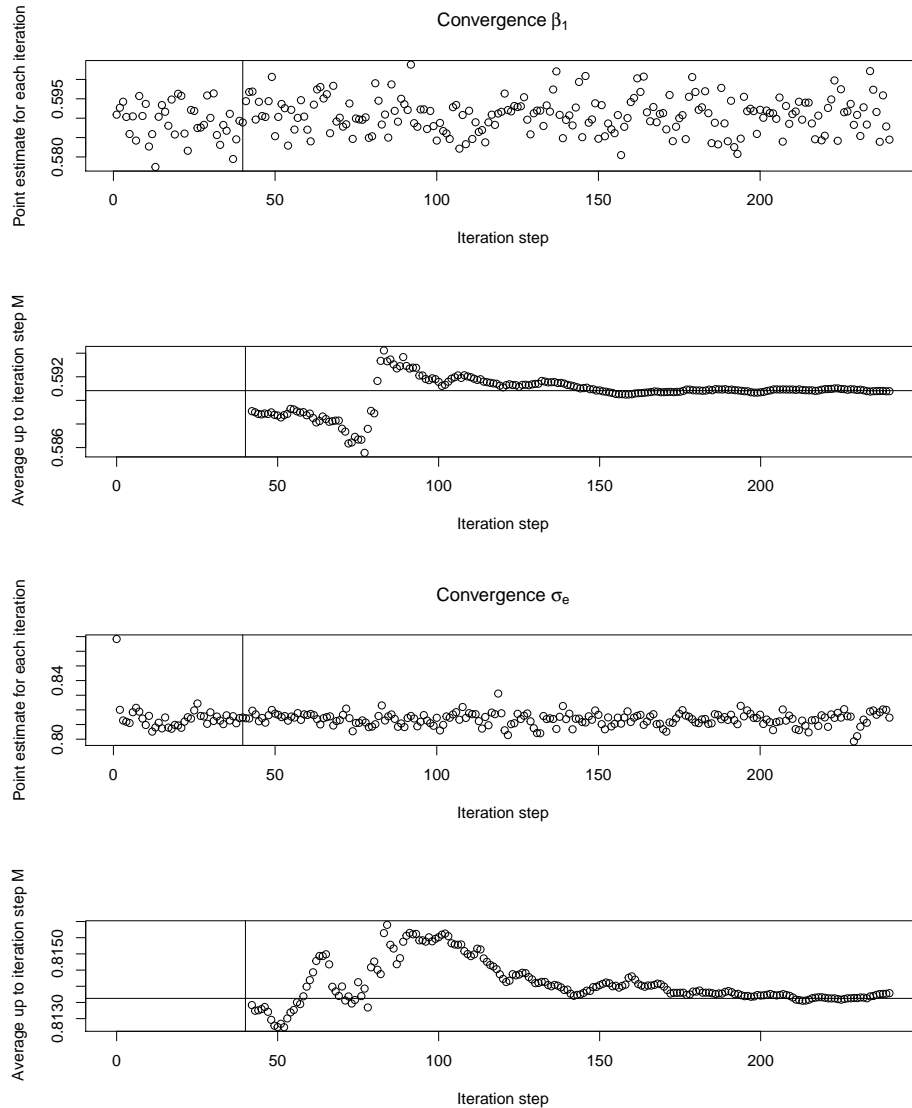 Convergence β1
Point estimate for each iteration
0.580 0.595
0 50 100 150 200
Iteration step
Average up to iteration step M
0.586 0.592
0 50 100 150 200
Iteration step
Convergence σe
Point estimate for each iteration
0.80 0.84
0 50 100 150 200
Iteration step
Average up to iteration step M
0.8130 0.8150
0 50 100 150 200
Iteration step